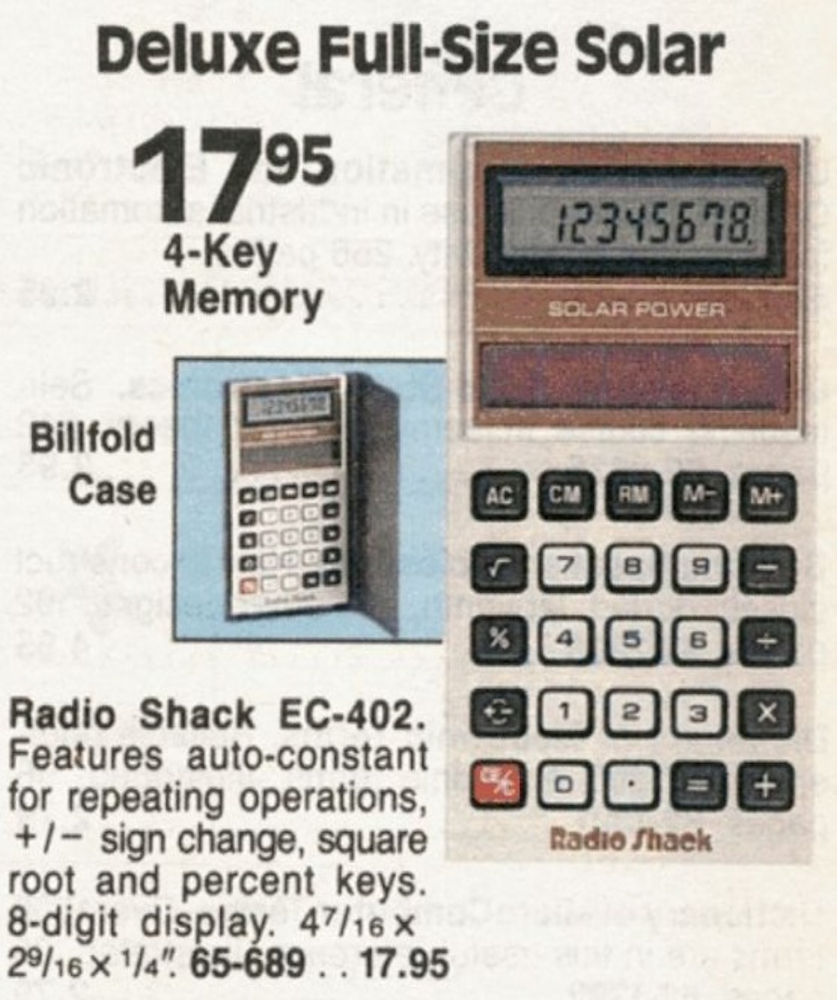 Deluxe Full-Size Solar
17⁹⁵
4-Key
Memory
Billfold
Case
12345678.
SOLAR POWER
AC CM RM M− M+
√ 7 8 9 −
% 4 5 6 ÷
1 2 3 ×
CE/C 0 . = +
Radio Shack
Radio Shack EC-402.
Features auto-constant
for repeating operations,
+/− sign change, square
root and percent keys.
8-digit display. 4⁷/₁₆ ×
2⁹/₁₆ × ¹/₄″. 65-689 . . 17.95